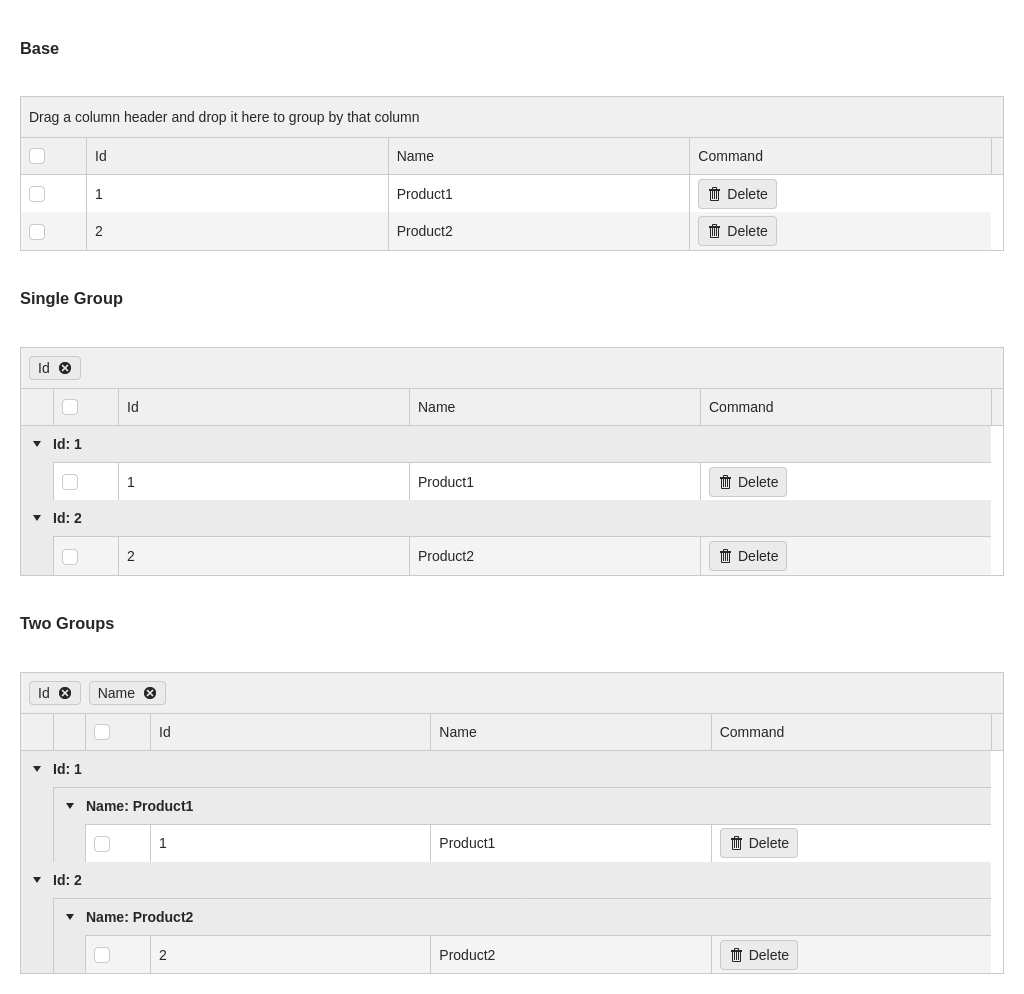 Base
Drag a column header and drop it here to group by that column
Id Name Command
1 Product1 Delete
2 Product2 Delete
Single Group
Id
Id Name Command
Id: 1
1 Product1 Delete
Id: 2
2 Product2 Delete
Two Groups
Id Name
Id Name Command
Id: 1
Name: Product1
1 Product1 Delete
Id: 2
Name: Product2
2 Product2 Delete